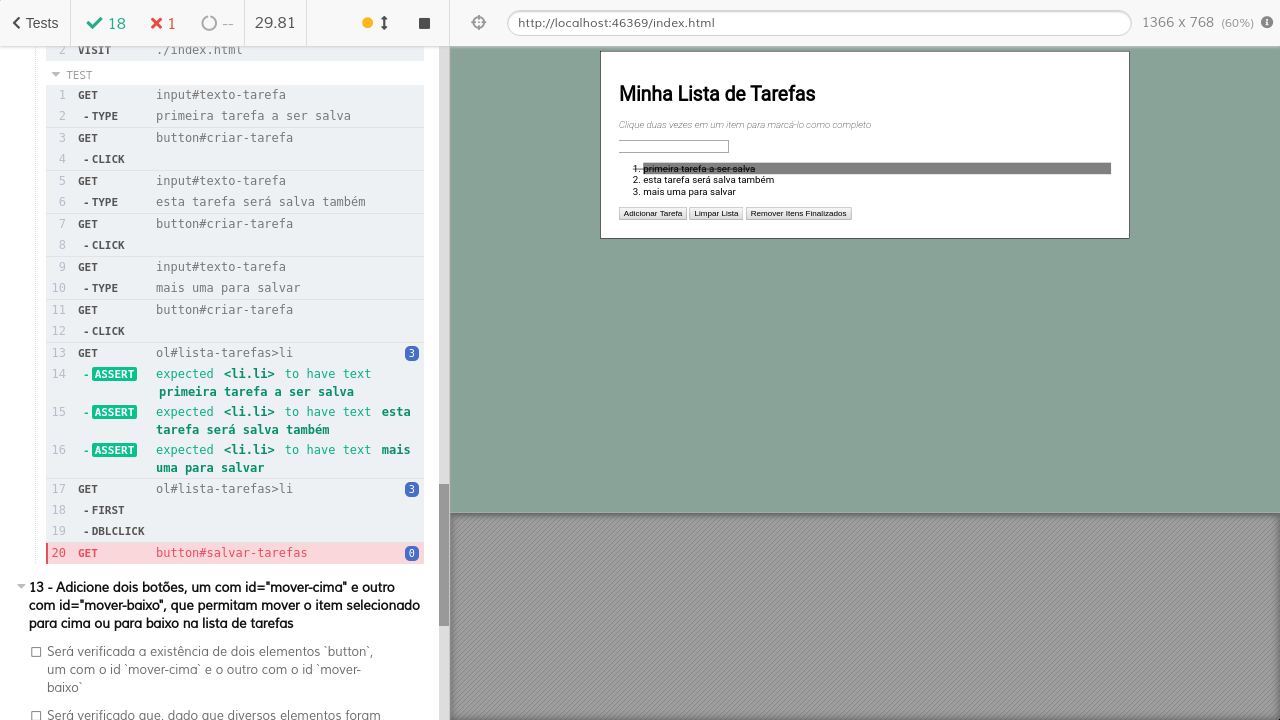 Tests
18
1
--
29.81
http://localhost:46369/index.html
1366 x 768 (60%)
2 VISIT ./index.html
TEST
1 GET input#texto-tarefa
2 -TYPE primeira tarefa a ser salva
3 GET button#criar-tarefa
4 -CLICK
5 GET input#texto-tarefa
6 -TYPE esta tarefa será salva também
7 GET button#criar-tarefa
8 -CLICK
9 GET input#texto-tarefa
10 -TYPE mais uma para salvar
11 GET button#criar-tarefa
12 -CLICK
13 GET ol#lista-tarefas>li 3
14 -ASSERT expected <li.li> to have text
primeira tarefa a ser salva
15 -ASSERT expected <li.li> to have text esta
tarefa será salva também
16 -ASSERT expected <li.li> to have text mais
uma para salvar
17 GET ol#lista-tarefas>li 3
18 -FIRST
19 -DBLCLICK
20 GET button#salvar-tarefas 0
13 - Adicione dois botões, um com id="mover-cima" e outro
com id="mover-baixo", que permitam mover o item selecionado
para cima ou para baixo na lista de tarefas
Será verificada a existência de dois elementos `button`,
um com o id `mover-cima` e o outro com o id `mover-
baixo`
Será verificado que, dado que diversos elementos foram
Minha Lista de Tarefas
Clique duas vezes em um item para marcá-lo como completo
1. primeira tarefa a ser salva
2. esta tarefa será salva também
3. mais uma para salvar
Adicionar Tarefa Limpar Lista Remover Itens Finalizados